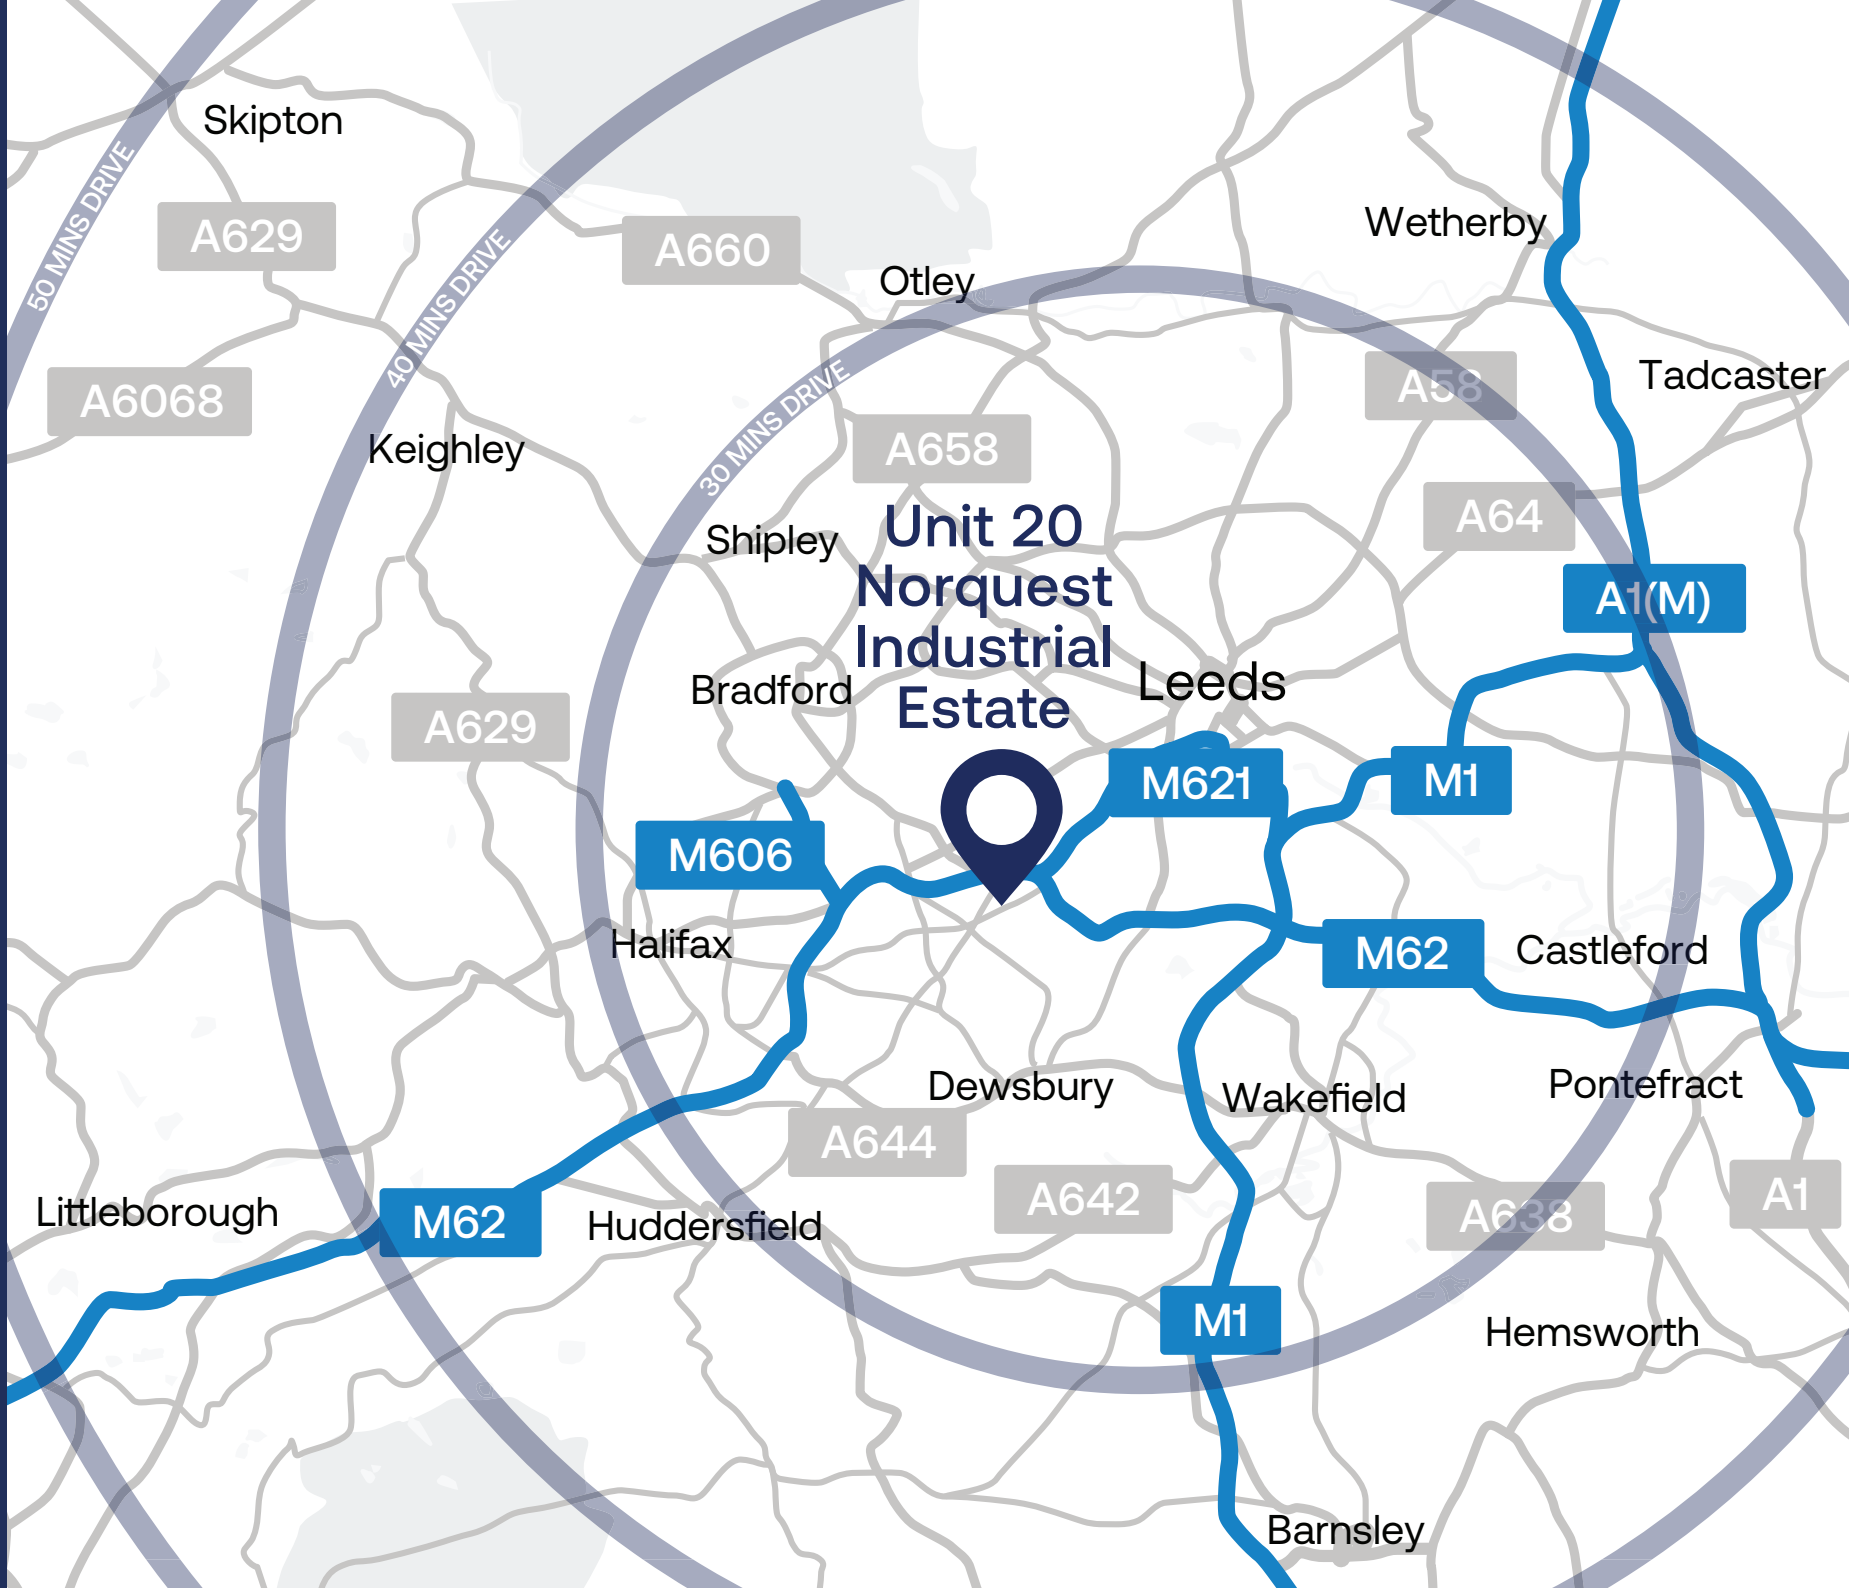 Skipton
50 MINS DRIVE
A629
40 MINS DRIVE
A660
Otley
Wetherby
A6068
Keighley
30 MINS DRIVE
A658
A58
Tadcaster
A64
Shipley
Unit 20
Norquest
Industrial
Estate
A1(M)
Bradford
Leeds
A629
M621
M1
M606
Halifax
M62
Castleford
Dewsbury
Wakefield
Pontefract
A644
A642
A638
A1
Littleborough
M62
Huddersfield
M1
Hemsworth
Barnsley